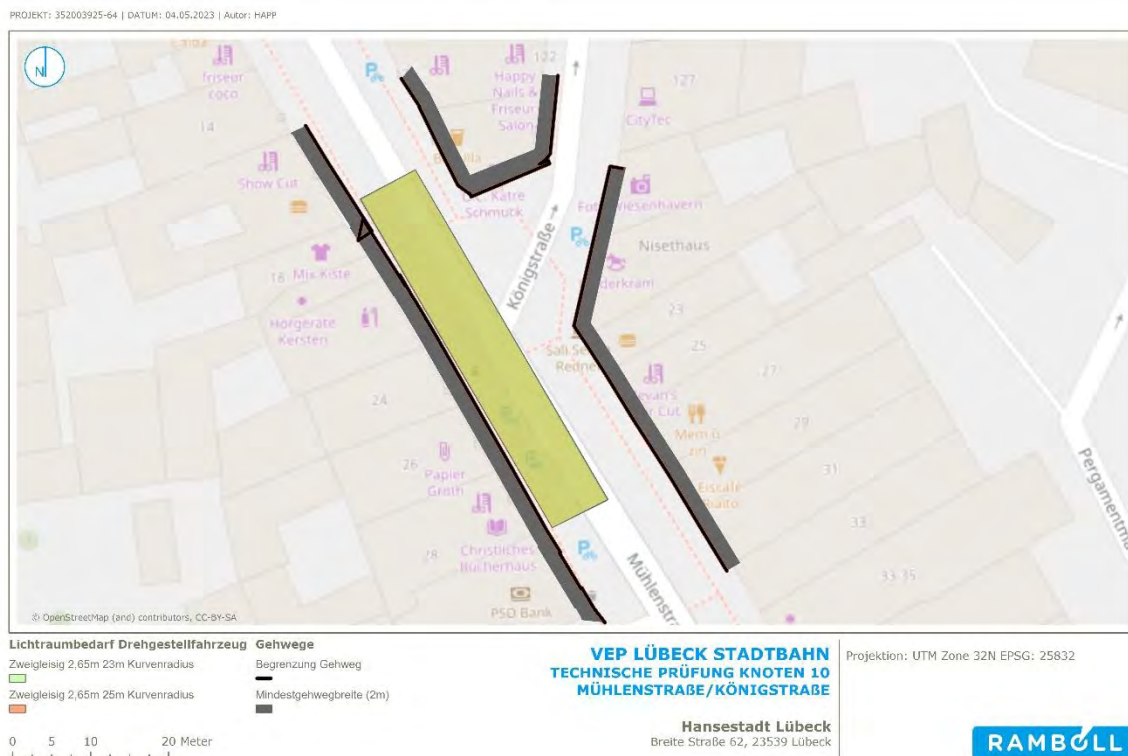 PROJEKT: 352003925-64 | DATUM: 04.05.2023 | Autor: HAPP
N
friseur
coco
14
Happy
Nails &
Friseur
Salon
122
127
CityTec
Show Cut
Katre
Schmuck
Nisethaus
18
Mix Kiste
Königstraße
Hörgeräte
Kersten
23
25
27
24
29
26
Papier
Groth
31
Eiscafé
33
Christliches
Bücherhaus
28
33-35
PSD Bank
Mühlenstr
Pergamentma
© OpenStreetMap (and) contributors, CC-BY-SA
Lichtraumbedarf Drehgestellfahrzeug
Zweigleisig 2,65m 23m Kurvenradius
Zweigleisig 2,65m 25m Kurvenradius
Gehwege
Begrenzung Gehweg
Mindestgehwegbreite (2m)
0 5 10 20 Meter
VEP LÜBECK STADTBAHN
TECHNISCHE PRÜFUNG KNOTEN 10
MÜHLENSTRAßE/KÖNIGSTRAßE
Hansestadt Lübeck
Breite Straße 62, 23539 Lübeck
Projektion: UTM Zone 32N EPSG: 25832
RAMBOLL